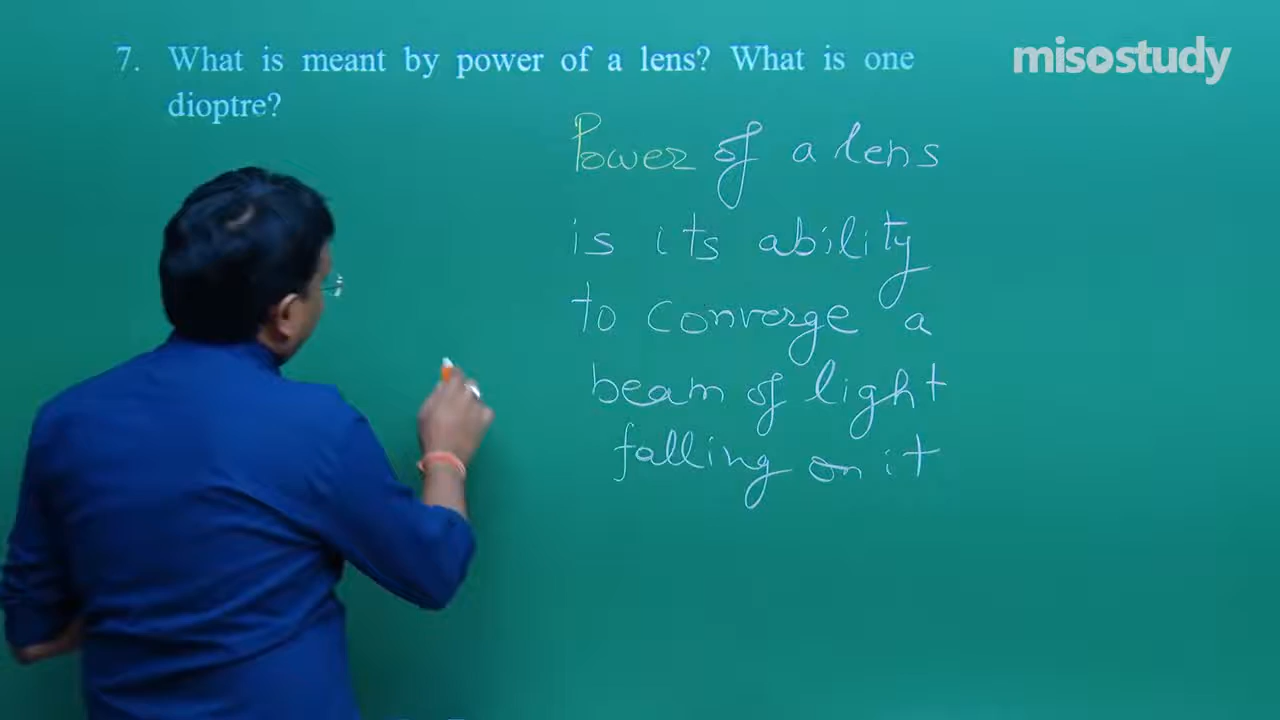 7. What is meant by power of a lens? What is one
dioptre?
misostudy
Power of a lens
is its ability
to converge a
beam of light
falling on it